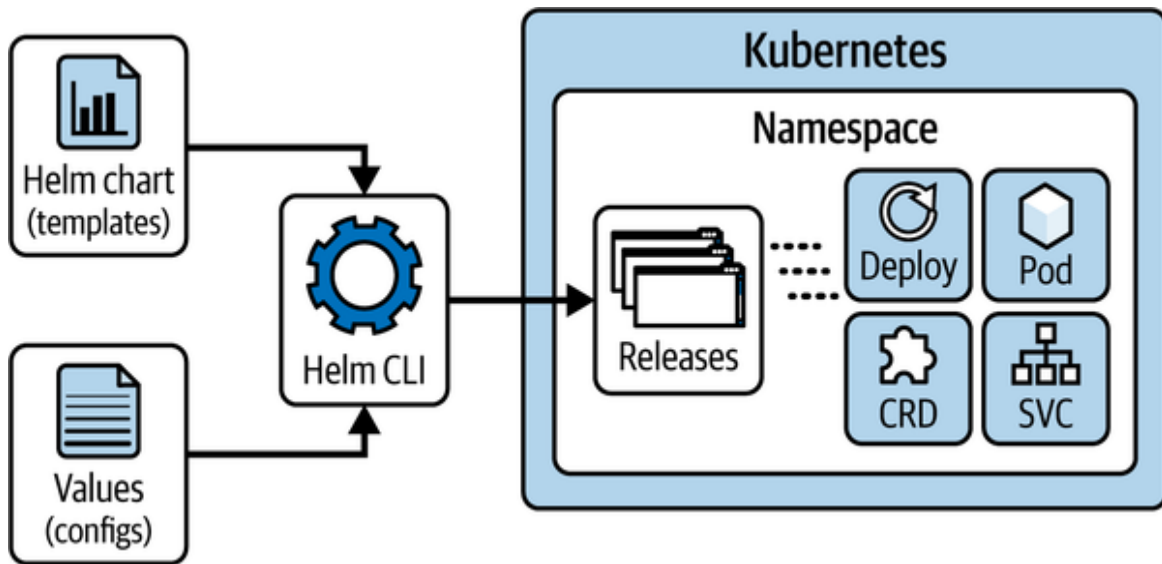 Helm chart
(templates)
Values
(configs)
Helm CLI
Kubernetes
Namespace
Releases
Deploy
Pod
CRD
SVC